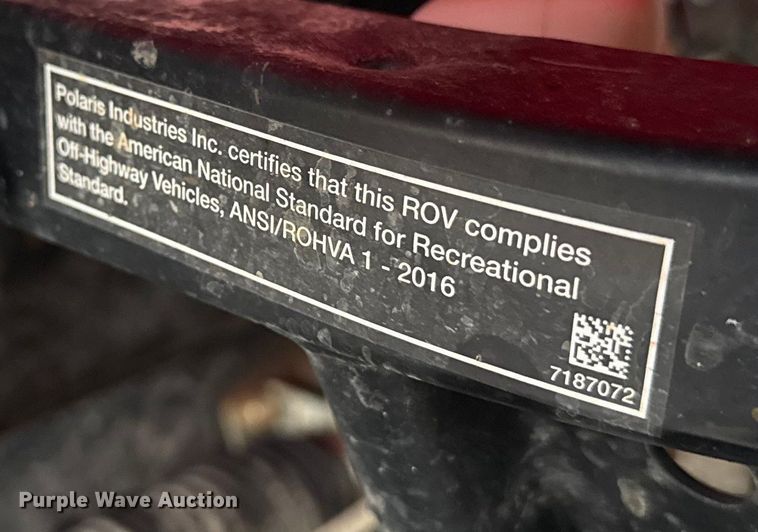 Polaris Industries Inc. certifies that this ROV complies
with the American National Standard for Recreational
Off-Highway Vehicles, ANSI/ROHVA 1 - 2016
Standard.
7187072
Purple Wave Auction